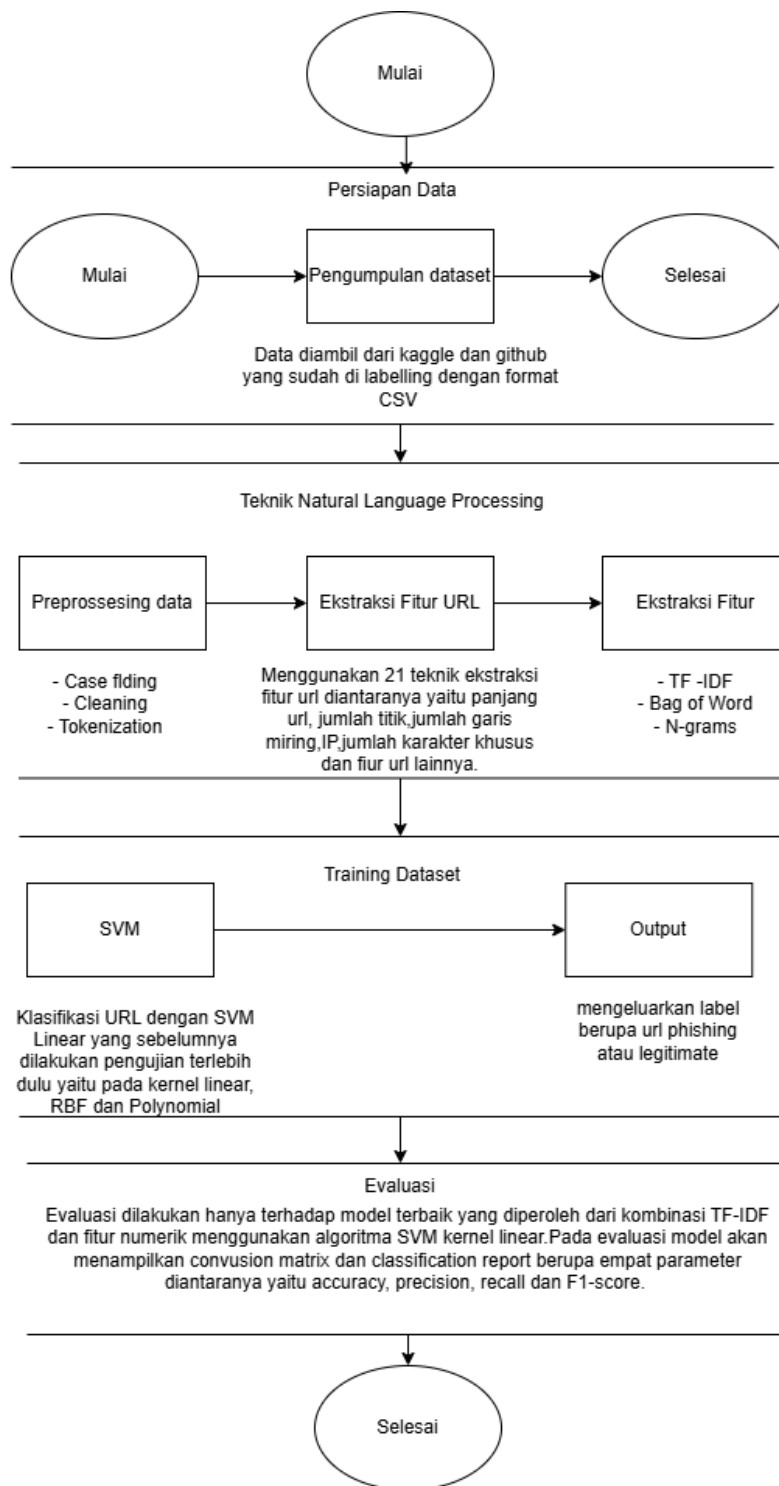 Mulai
Persiapan Data
Mulai
Pengumpulan dataset
Selesai
Data diambil dari kaggle dan github
yang sudah di labelling dengan format
CSV
Teknik Natural Language Processing
Preprossesing data
Ekstraksi Fitur URL
Ekstraksi Fitur
- Case flding
- Cleaning
- Tokenization
Menggunakan 21 teknik ekstraksi
fitur url diantaranya yaitu panjang
url, jumlah titik,jumlah garis
miring,IP,jumlah karakter khusus
dan fiur url lainnya.
- TF -IDF
- Bag of Word
- N-grams
Training Dataset
SVM
Output
Klasifikasi URL dengan SVM
Linear yang sebelumnya
dilakukan pengujian terlebih
dulu yaitu pada kernel linear,
RBF dan Polynomial
mengeluarkan label
berupa url phishing
atau legitimate
Evaluasi
Evaluasi dilakukan hanya terhadap model terbaik yang diperoleh dari kombinasi TF-IDF
dan fitur numerik menggunakan algoritma SVM kernel linear.Pada evaluasi model akan
menampilkan convusion matrix dan classification report berupa empat parameter
diantaranya yaitu accuracy, precision, recall dan F1-score.
Selesai